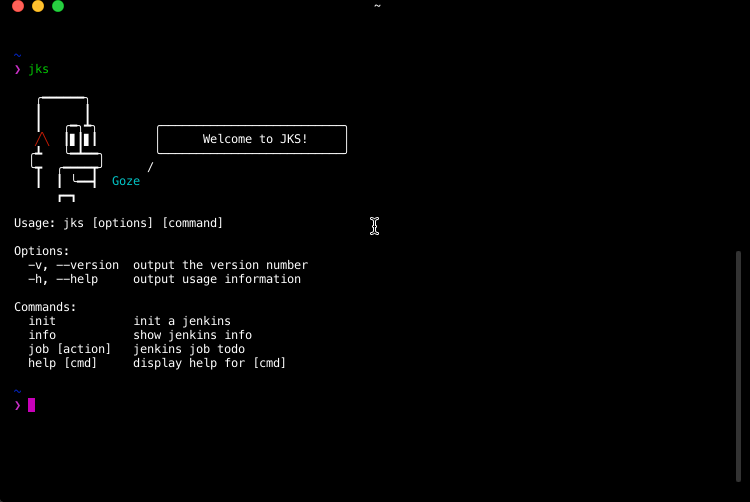 ~
~
❯ jks
Welcome to JKS!
/
Goze
Usage: jks [options] [command]
Options:
-v, --version  output the version number
-h, --help     output usage information
Commands:
init           init a jenkins
info           show jenkins info
job [action]   jenkins job todo
help [cmd]     display help for [cmd]
~
❯